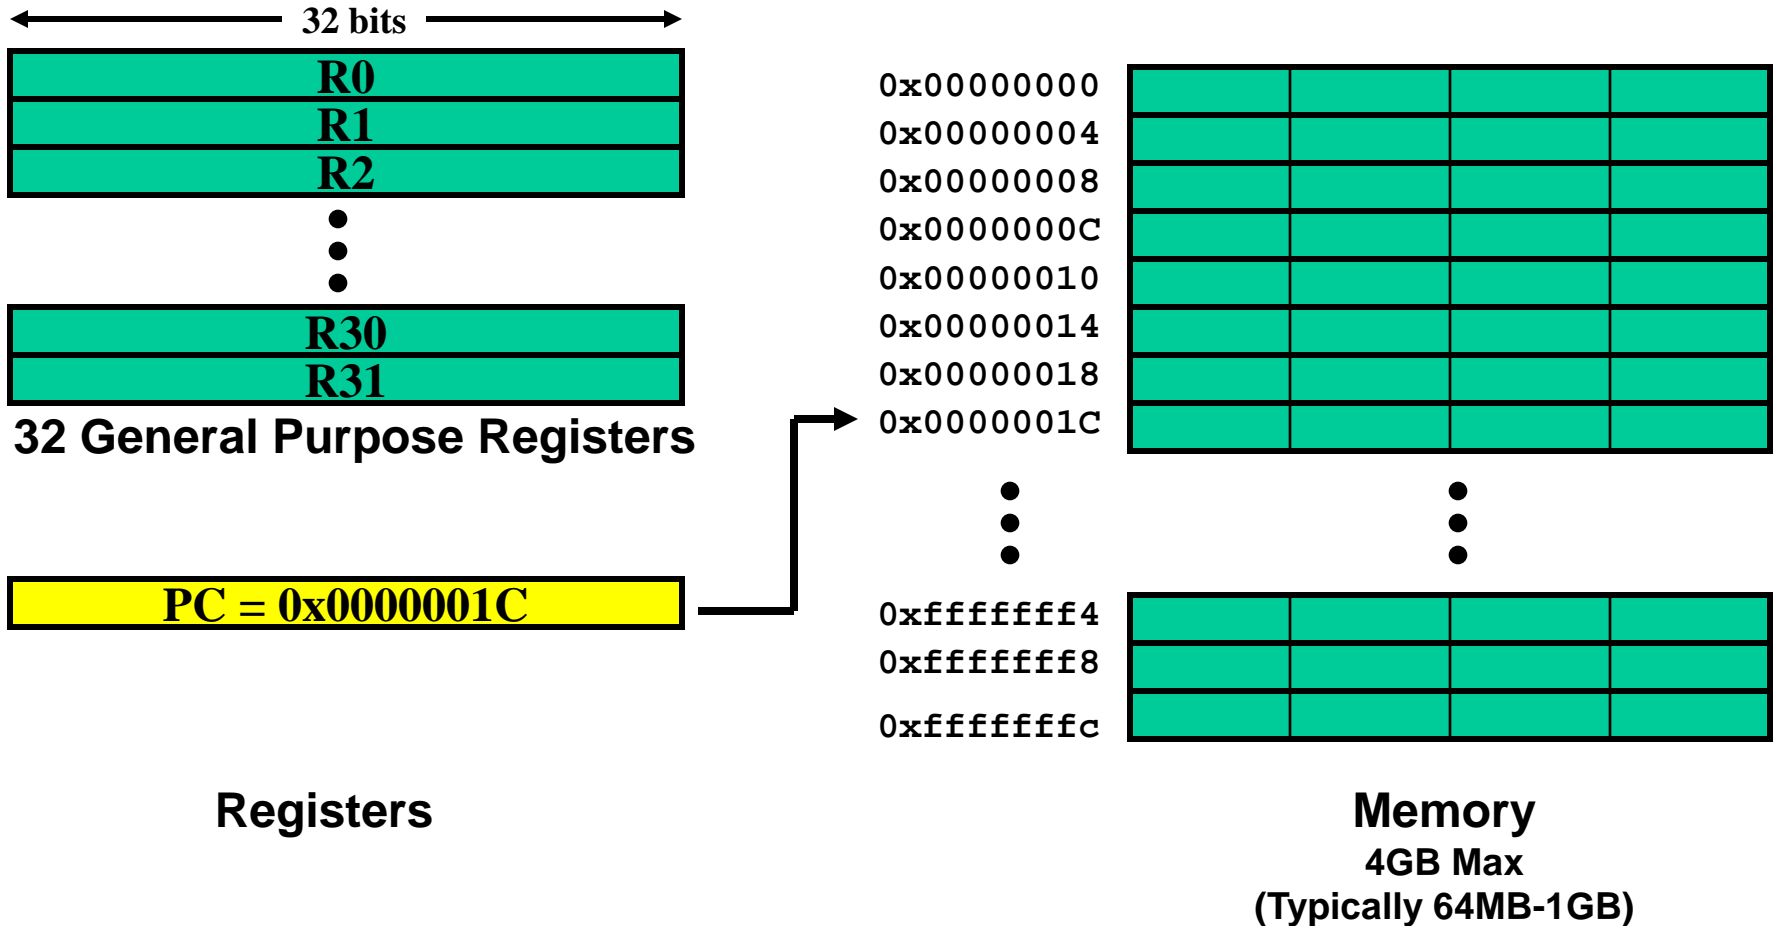 32 bits
R0
R1
R2
R30
R31
32 General Purpose Registers
PC = 0x0000001C
Registers
0x00000000
0x00000004
0x00000008
0x0000000C
0x00000010
0x00000014
0x00000018
0x0000001C
0xfffffff4
0xfffffff8
0xfffffffc
Memory
4GB Max
(Typically 64MB-1GB)